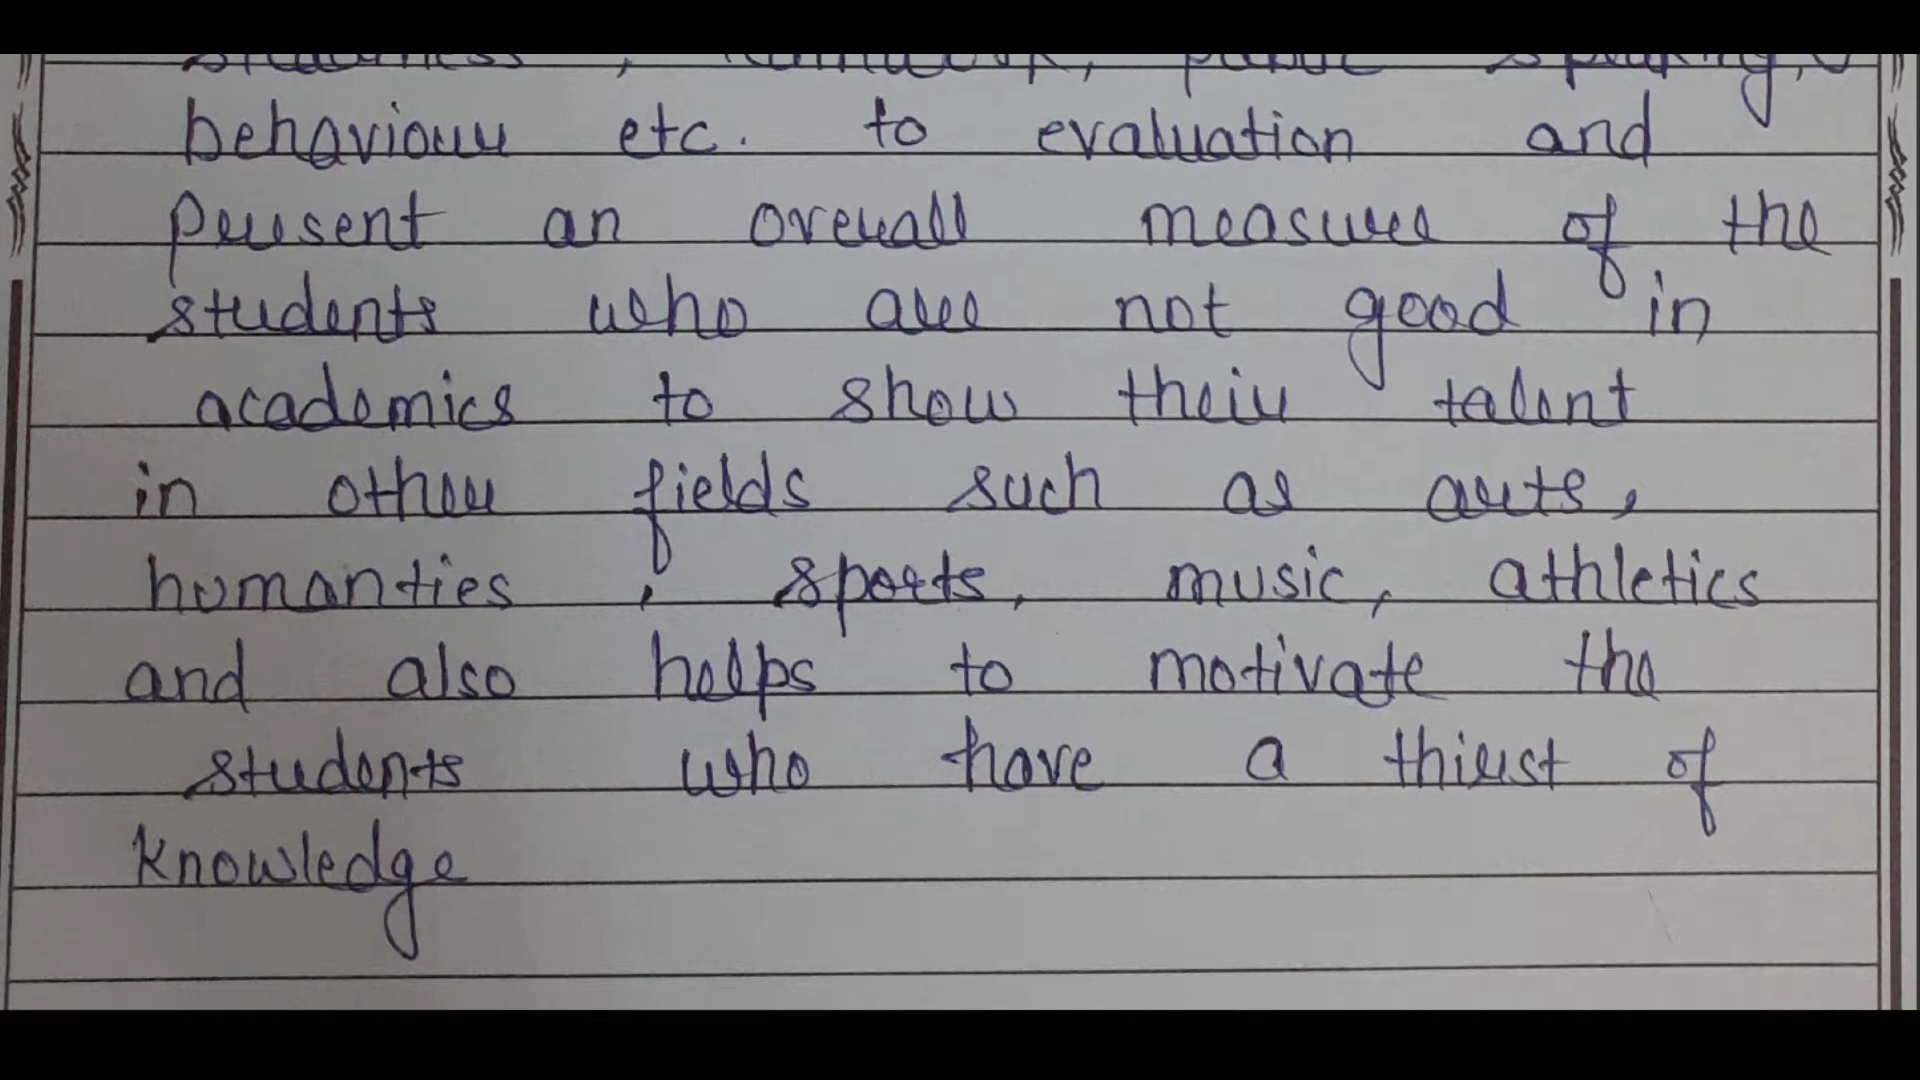 behaviour etc. to evaluation and
present an overall measure of the
students who are not good in
academics to show their talent
in other fields such as arts,
humanties , sports, music, athletics
and also helps to motivate the
students who have a thirst of
Knowledge